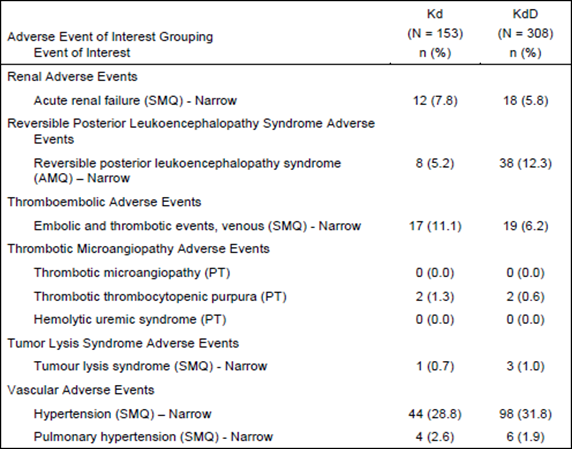 Kd KdD
Adverse Event of Interest Grouping (N = 153) (N = 308)
Event of Interest n (%) n (%)
Renal Adverse Events
Acute renal failure (SMQ) - Narrow 12 (7.8) 18 (5.8)
Reversible Posterior Leukoencephalopathy Syndrome Adverse
Events
Reversible posterior leukoencephalopathy syndrome 8 (5.2) 38 (12.3)
(AMQ) – Narrow
Thromboembolic Adverse Events
Embolic and thrombotic events, venous (SMQ) - Narrow 17 (11.1) 19 (6.2)
Thrombotic Microangiopathy Adverse Events
Thrombotic microangiopathy (PT) 0 (0.0) 0 (0.0)
Thrombotic thrombocytopenic purpura (PT) 2 (1.3) 2 (0.6)
Hemolytic uremic syndrome (PT) 0 (0.0) 0 (0.0)
Tumor Lysis Syndrome Adverse Events
Tumour lysis syndrome (SMQ) - Narrow 1 (0.7) 3 (1.0)
Vascular Adverse Events
Hypertension (SMQ) – Narrow 44 (28.8) 98 (31.8)
Pulmonary hypertension (SMQ) - Narrow 4 (2.6) 6 (1.9)